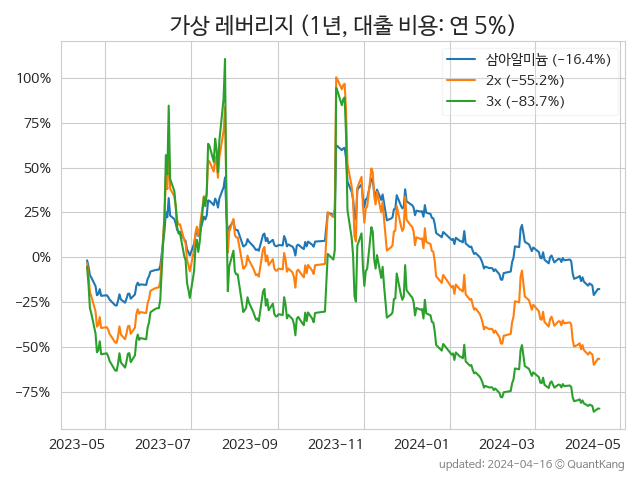 가상 레버리지 (1년, 대출 비용: 연 5%)
삼아알미늄 (−16.4%)
2x (−55.2%)
3x (−83.7%)
100%
75%
50%
25%
0%
−25%
−50%
−75%
2023-05 2023-07 2023-09 2023-11 2024-01 2024-03 2024-05
updated: 2024-04-16 © QuantKang